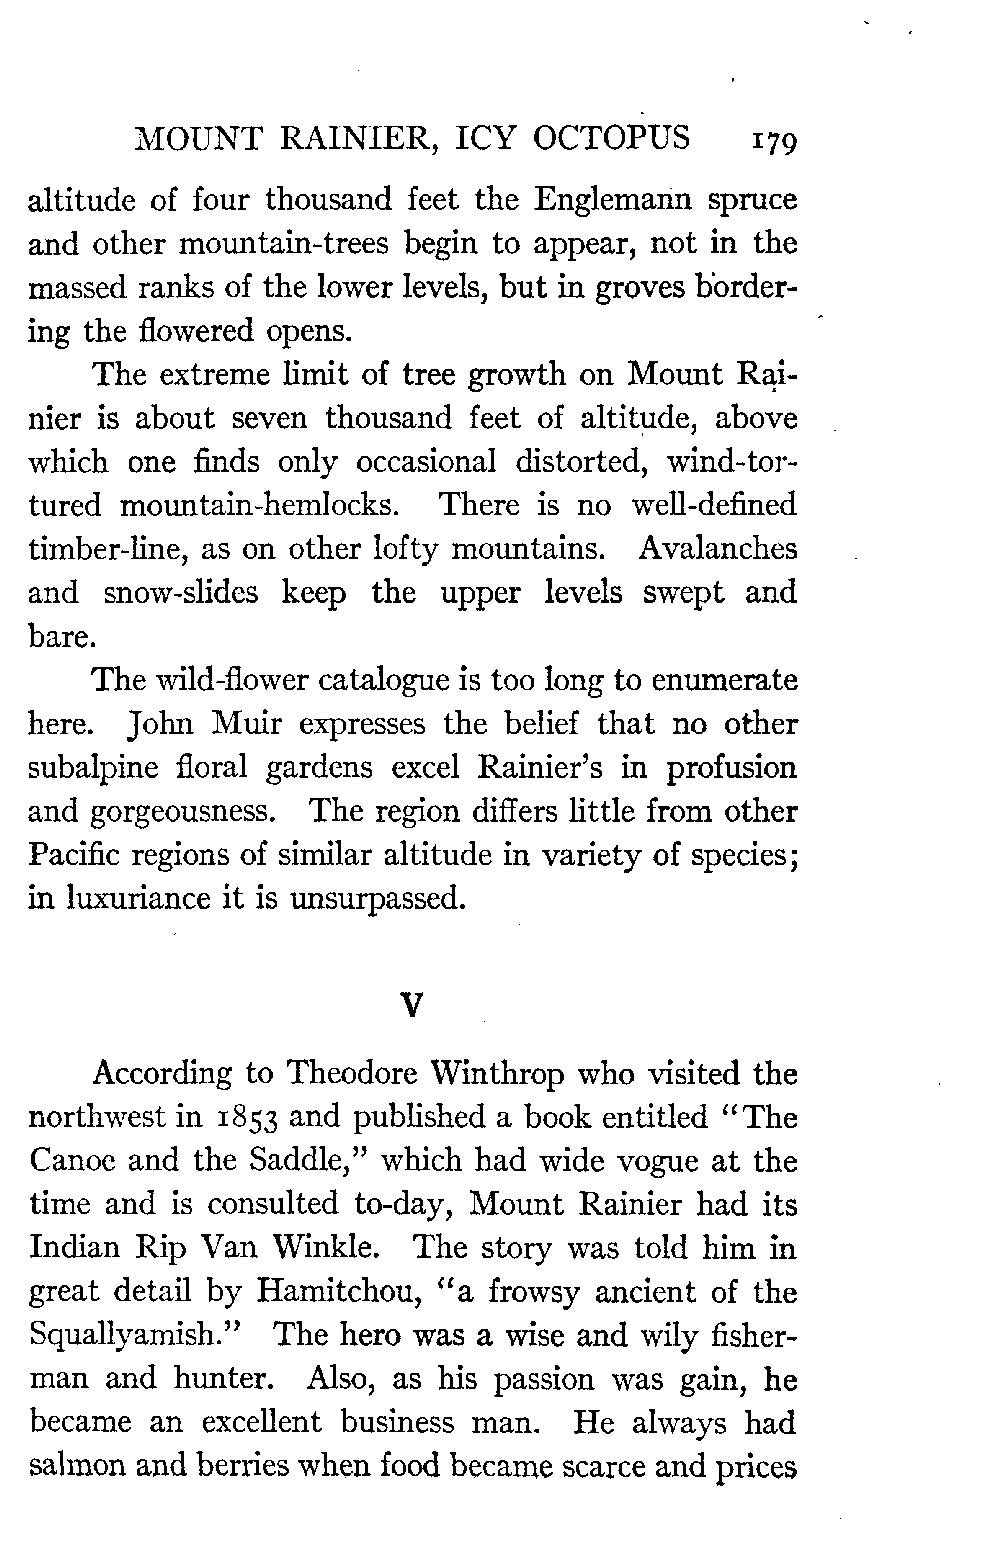 MOUNT RAINIER, ICY OCTOPUS 179
altitude of four thousand feet the Englemann spruce
and other mountain-trees begin to appear, not in the
massed ranks of the lower levels, but in groves border-
ing the flowered opens.
The extreme limit of tree growth on Mount Rai-
nier is about seven thousand feet of altitude, above
which one finds only occasional distorted, wind-tor-
tured mountain-hemlocks. There is no well-defined
timber-line, as on other lofty mountains. Avalanches
and snow-slides keep the upper levels swept and
bare.
The wild-flower catalogue is too long to enumerate
here. John Muir expresses the belief that no other
subalpine floral gardens excel Rainier's in profusion
and gorgeousness. The region differs little from other
Pacific regions of similar altitude in variety of species;
in luxuriance it is unsurpassed.
V
According to Theodore Winthrop who visited the
northwest in 1853 and published a book entitled "The
Canoe and the Saddle," which had wide vogue at the
time and is consulted to-day, Mount Rainier had its
Indian Rip Van Winkle. The story was told him in
great detail by Hamitchou, "a frowsy ancient of the
Squallyamish." The hero was a wise and wily fisher-
man and hunter. Also, as his passion was gain, he
became an excellent business man. He always had
salmon and berries when food became scarce and prices